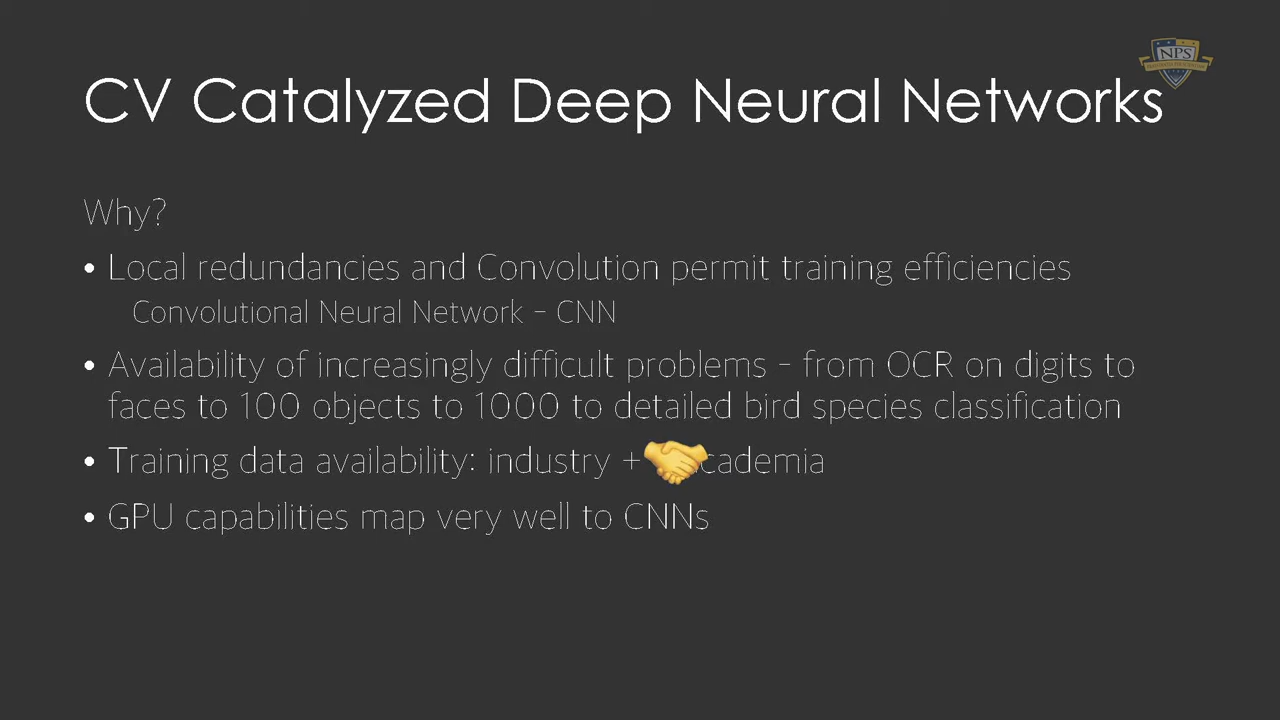 NPS
CV Catalyzed Deep Neural Networks
Why?
• Local redundancies and Convolution permit training efficiencies
Convolutional Neural Network – CNN
• Availability of increasingly difficult problems – from OCR on digits to
faces to 100 objects to 1000 to detailed bird species classification
• Training data availability: industry + 🤝cademia
• GPU capabilities map very well to CNNs